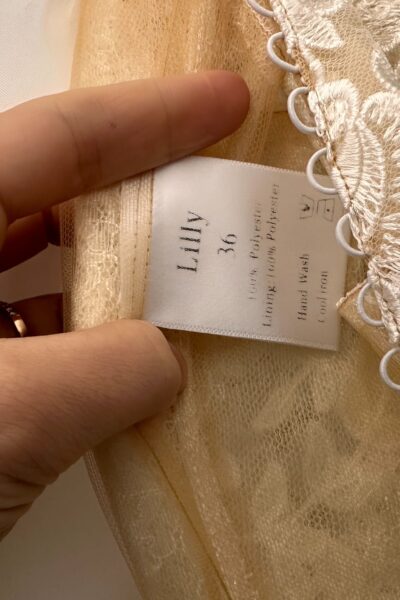 Lilly
36
100% Polyester
Lining 100% Polyester
Hand Wash
Cool iron